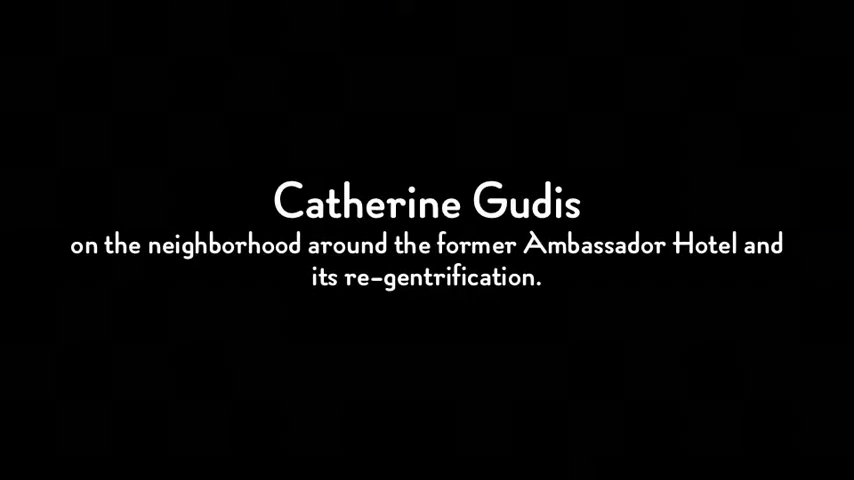 Catherine Gudis
on the neighborhood around the former Ambassador Hotel and
its re-gentrification.